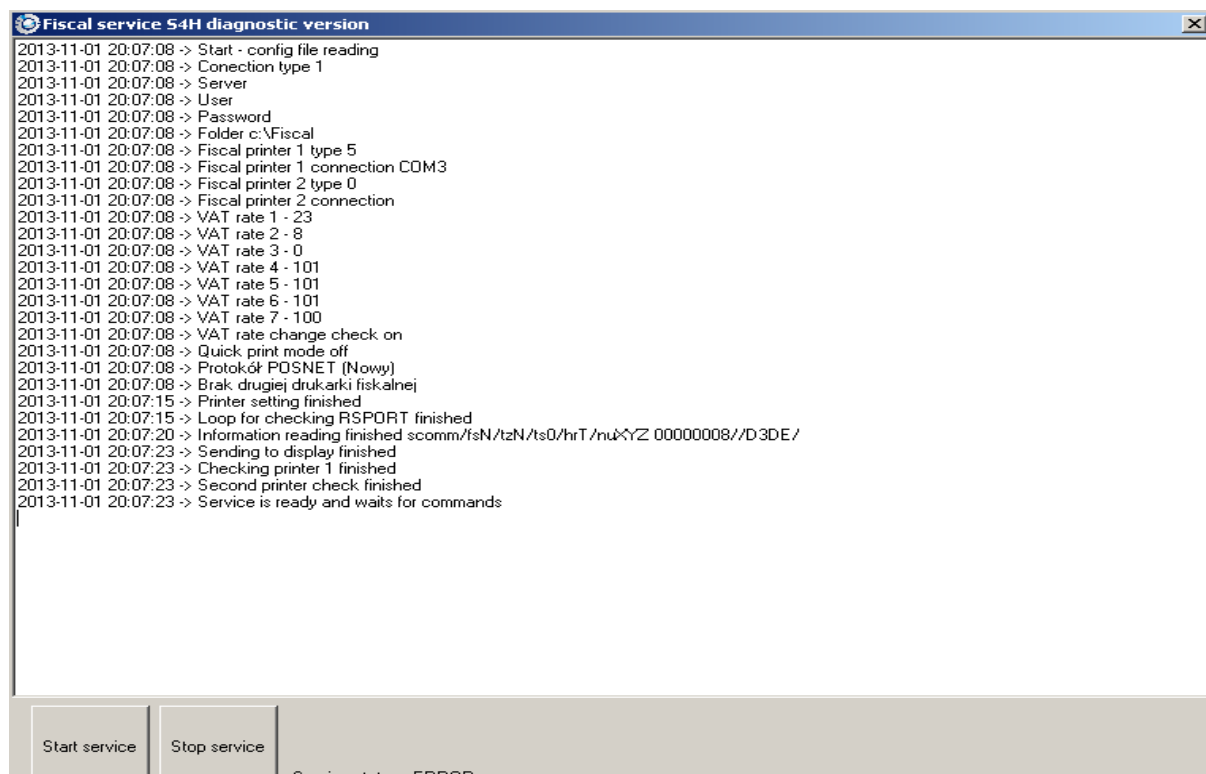 Fiscal service S4H diagnostic version
2013-11-01 20:07:08 -> Start - config file reading
2013-11-01 20:07:08 -> Conection type 1
2013-11-01 20:07:08 -> Server
2013-11-01 20:07:08 -> User
2013-11-01 20:07:08 -> Password
2013-11-01 20:07:08 -> Folder c:\Fiscal
2013-11-01 20:07:08 -> Fiscal printer 1 type 5
2013-11-01 20:07:08 -> Fiscal printer 1 connection COM3
2013-11-01 20:07:08 -> Fiscal printer 2 type 0
2013-11-01 20:07:08 -> Fiscal printer 2 connection
2013-11-01 20:07:08 -> VAT rate 1 - 23
2013-11-01 20:07:08 -> VAT rate 2 - 8
2013-11-01 20:07:08 -> VAT rate 3 - 0
2013-11-01 20:07:08 -> VAT rate 4 - 101
2013-11-01 20:07:08 -> VAT rate 5 - 101
2013-11-01 20:07:08 -> VAT rate 6 - 101
2013-11-01 20:07:08 -> VAT rate 7 - 100
2013-11-01 20:07:08 -> VAT rate change check on
2013-11-01 20:07:08 -> Quick print mode off
2013-11-01 20:07:08 -> Protokół POSNET (Nowy)
2013-11-01 20:07:08 -> Brak drugiej drukarki fiskalnej
2013-11-01 20:07:15 -> Printer setting finished
2013-11-01 20:07:15 -> Loop for checking RSPORT finished
2013-11-01 20:07:20 -> Information reading finished scomm/fsN/tzN/ts0/hrT/nuXYZ 00000008//D3DE/
2013-11-01 20:07:23 -> Sending to display finished
2013-11-01 20:07:23 -> Checking printer 1 finished
2013-11-01 20:07:23 -> Second printer check finished
2013-11-01 20:07:23 -> Service is ready and waits for commands
Start service Stop service